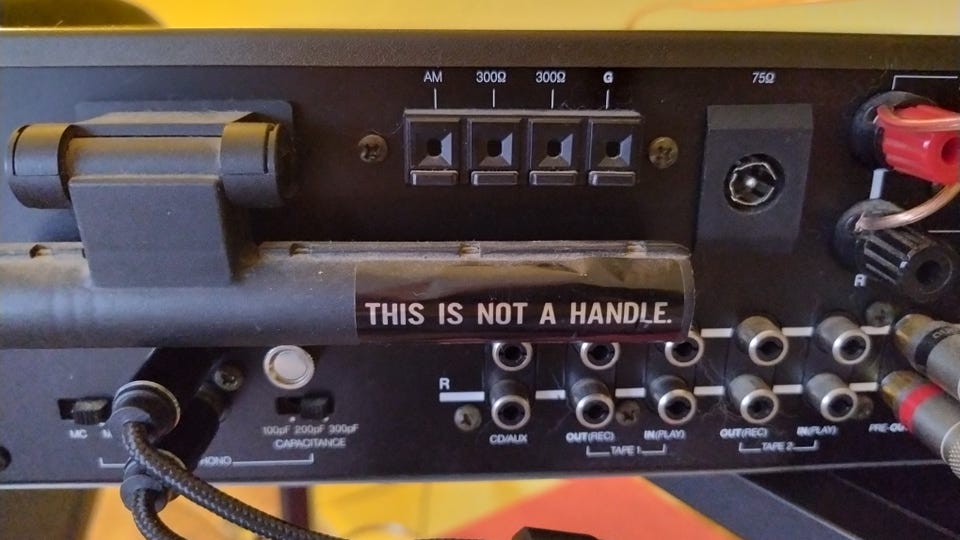 AM 300Ω 300Ω G 75Ω
R
THIS IS NOT A HANDLE.
R
MC
100pF 200pF 300pF
CAPACITANCE
CD/AUX OUT(REC) IN(PLAY) OUT(REC) IN(PLAY)
TAPE 1 TAPE 2